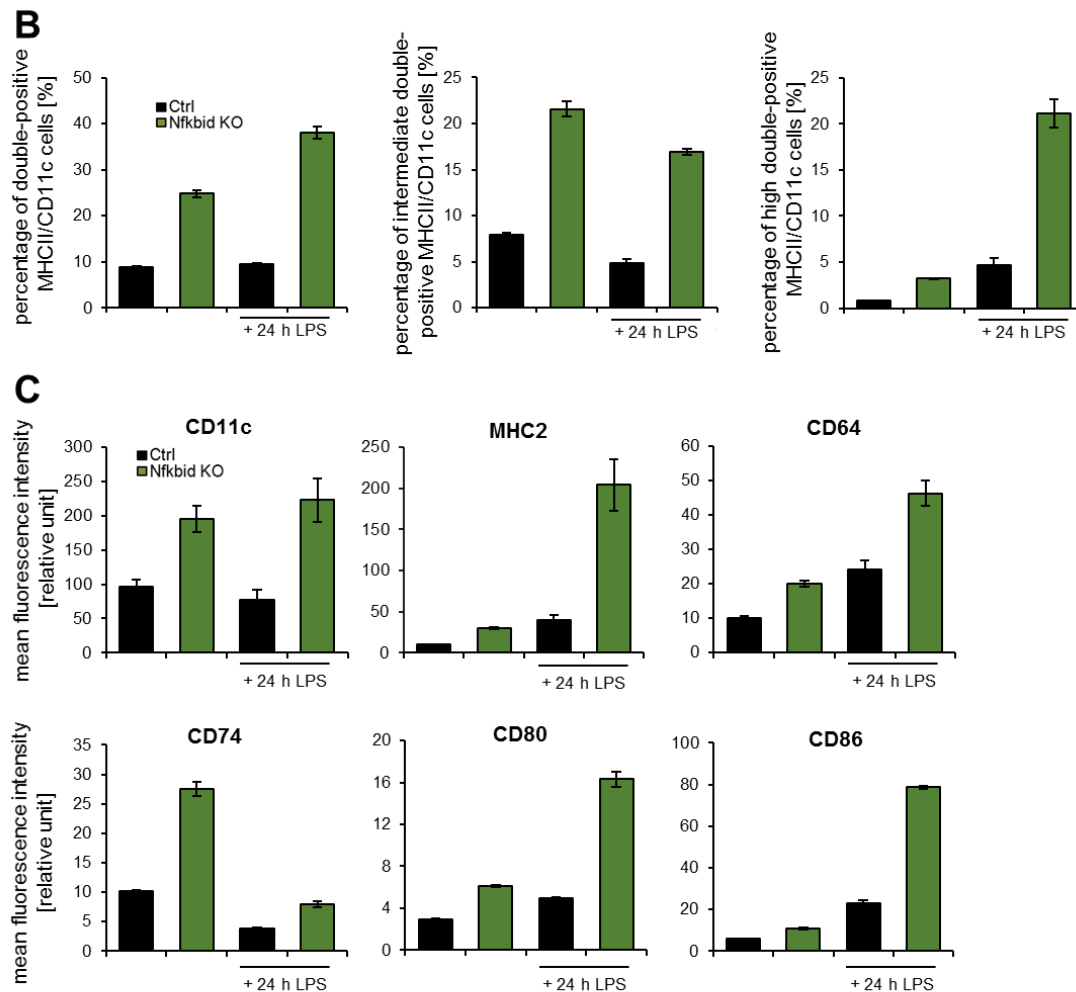 B
percentage of double-positive
MHCII/CD11c cells [%]
50
40
30
20
10
0
Ctrl
Nfkbid KO
+ 24 h LPS
percentage of intermediate double-
positive MHCII/CD11c cells [%]
25
20
15
10
5
0
+ 24 h LPS
percentage of high double-positive
MHCII/CD11c cells [%]
25
20
15
10
5
0
+ 24 h LPS
C
mean fluorescence intensity
[relative unit]
CD11c
300
250
200
150
100
50
0
Ctrl
Nfkbid KO
+ 24 h LPS
MHC2
250
200
150
100
50
0
+ 24 h LPS
CD64
60
50
40
30
20
10
0
+ 24 h LPS
mean fluorescence intensity
[relative unit]
CD74
35
30
25
20
15
10
5
0
+ 24 h LPS
CD80
20
16
12
8
4
0
+ 24 h LPS
CD86
100
80
60
40
20
0
+ 24 h LPS